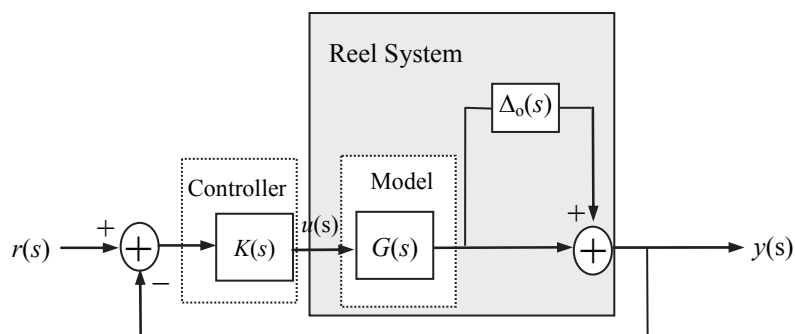 Reel System
Δo(s)
Controller
Model
+
u(s)
+
r(s)
+
K(s)
G(s)
+
y(s)
−